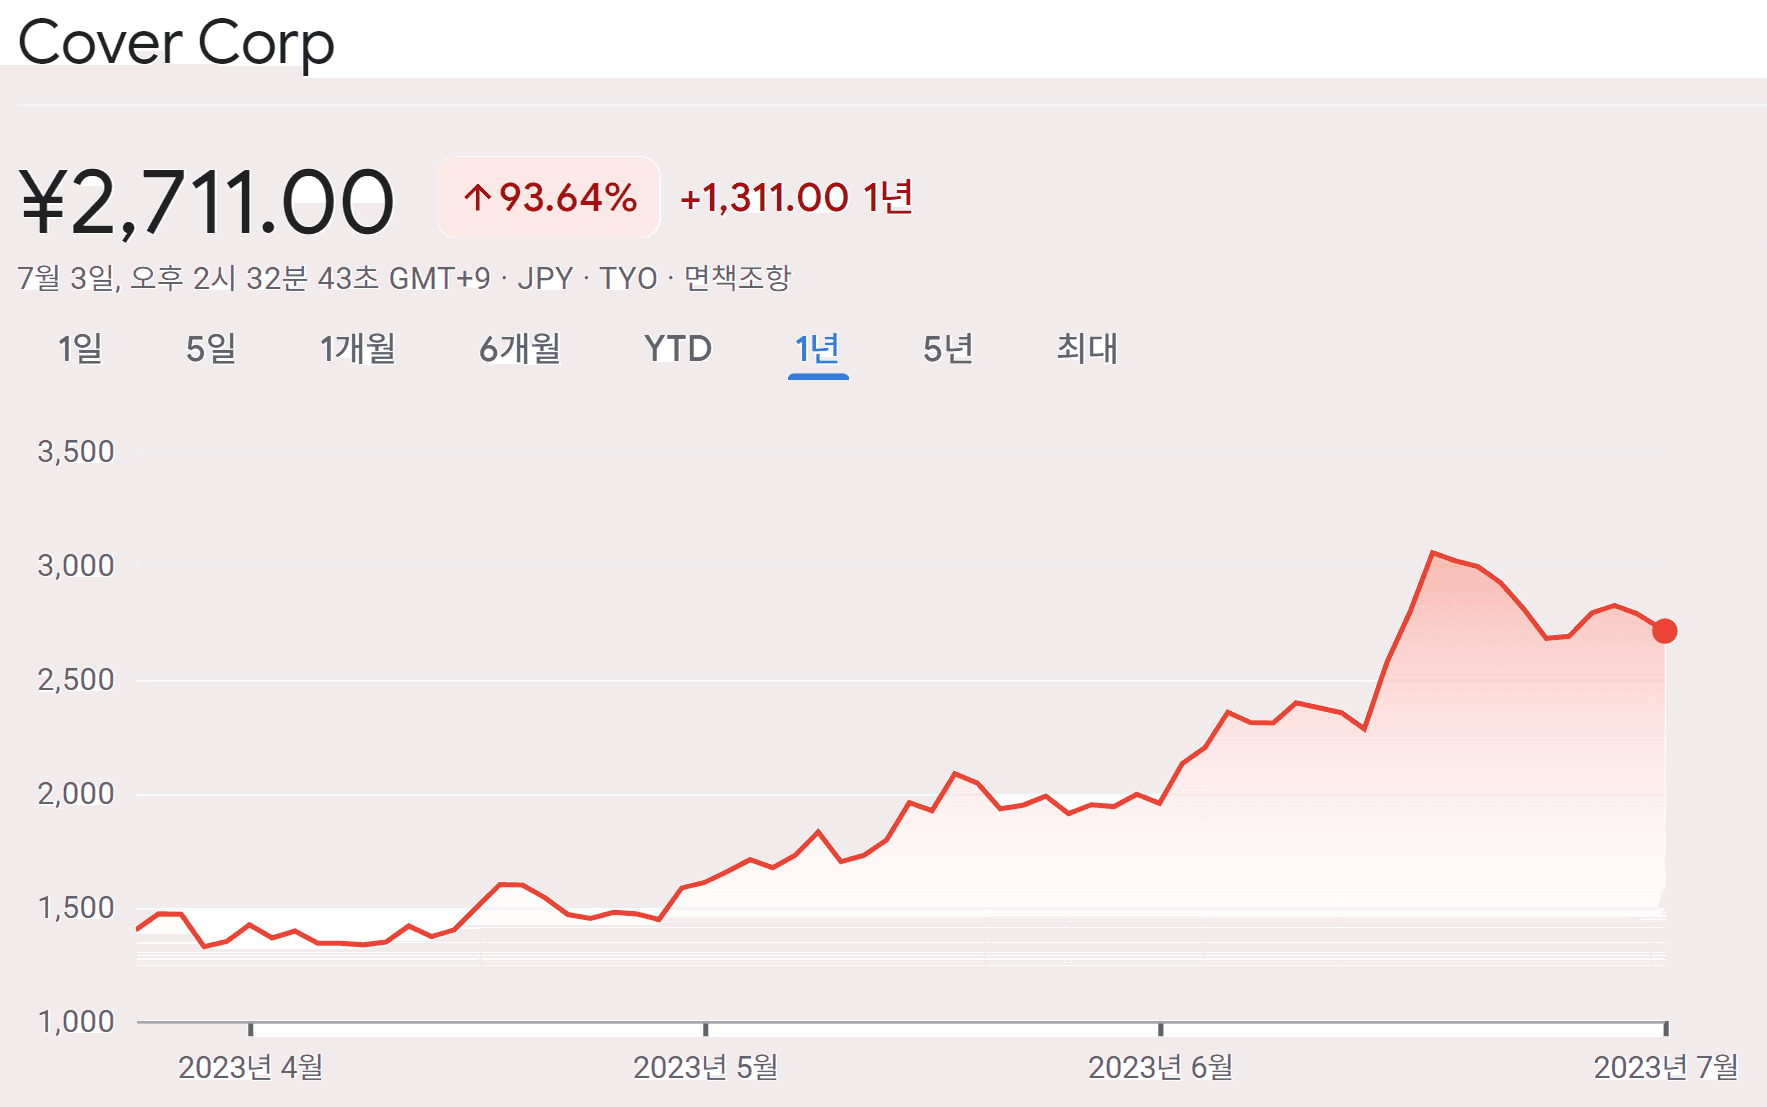 Cover Corp
¥2,711.00 ↑93.64% +1,311.00 1년
7월 3일, 오후 2시 32분 43초 GMT+9 · JPY · TYO · 면책조항
1일 5일 1개월 6개월 YTD 1년 5년 최대
3,500
3,000
2,500
2,000
1,500
1,000
2023년 4월 2023년 5월 2023년 6월 2023년 7월